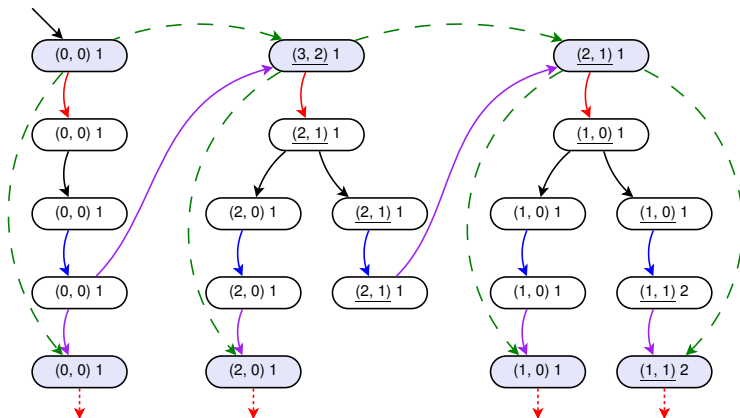 (0, 0) 1
(3, 2) 1
(2, 1) 1
(0, 0) 1
(2, 1) 1
(1, 0) 1
(0, 0) 1
(2, 0) 1
(2, 1) 1
(1, 0) 1
(1, 0) 1
(0, 0) 1
(2, 0) 1
(2, 1) 1
(1, 0) 1
(1, 1) 2
(0, 0) 1
(2, 0) 1
(1, 0) 1
(1, 1) 2